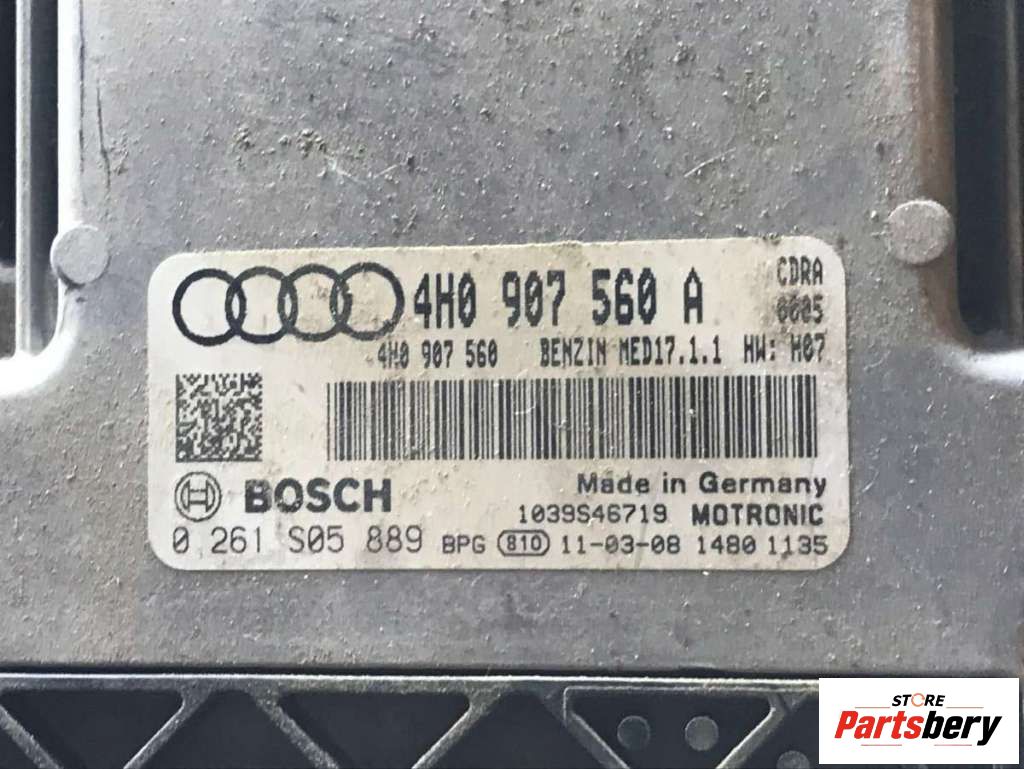 4H0 907 560 A
CDRA
0005
4H0 907 560 BENZIN MED17.1.1 HW: H07
BOSCH
Made in Germany
1039S46719 MOTRONIC
0 261 S05 889 BPG 810 11-03-08 1480 1135
STORE
Partsbery